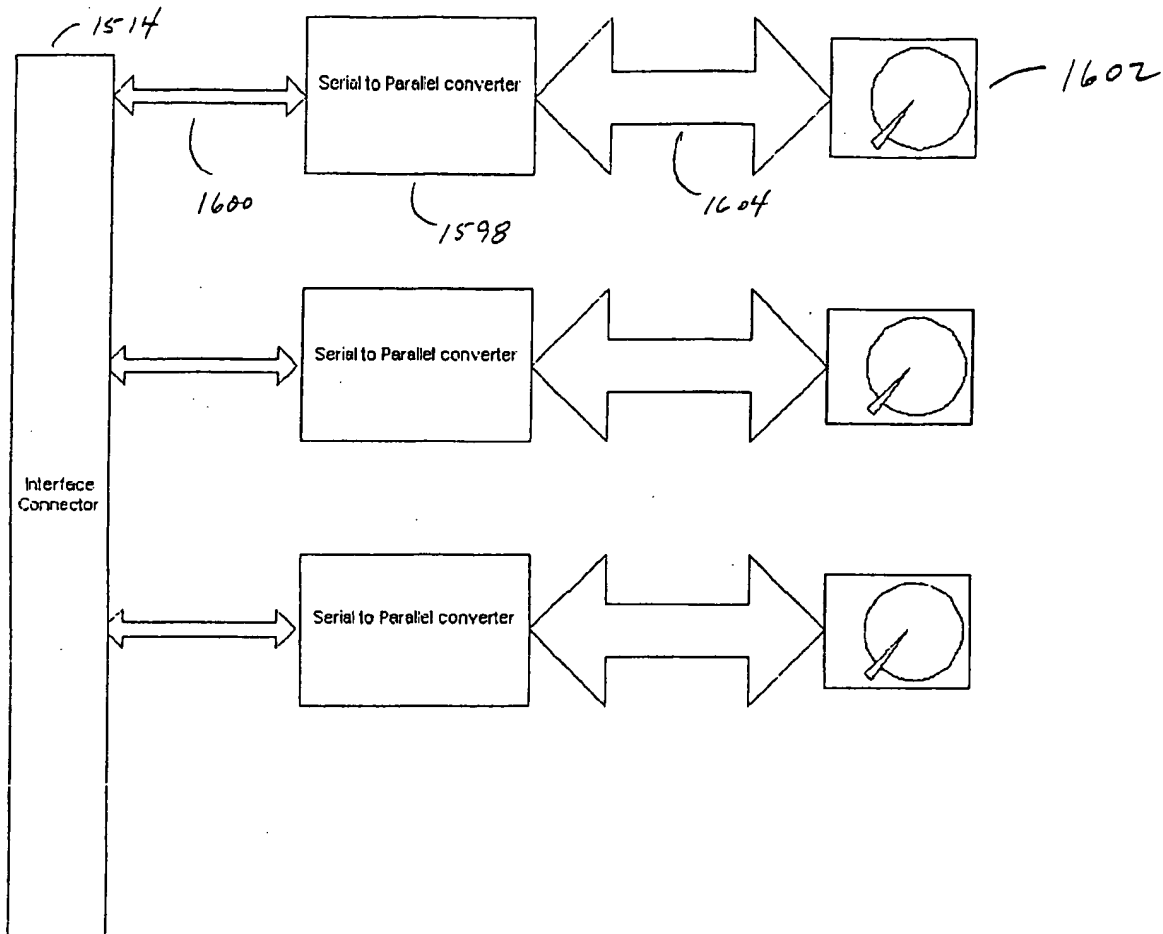 1514
Serial to Parallel converter
1602
1600
1598
1604
Serial to Parallel converter
Interface
Connector
Serial to Parallel converter